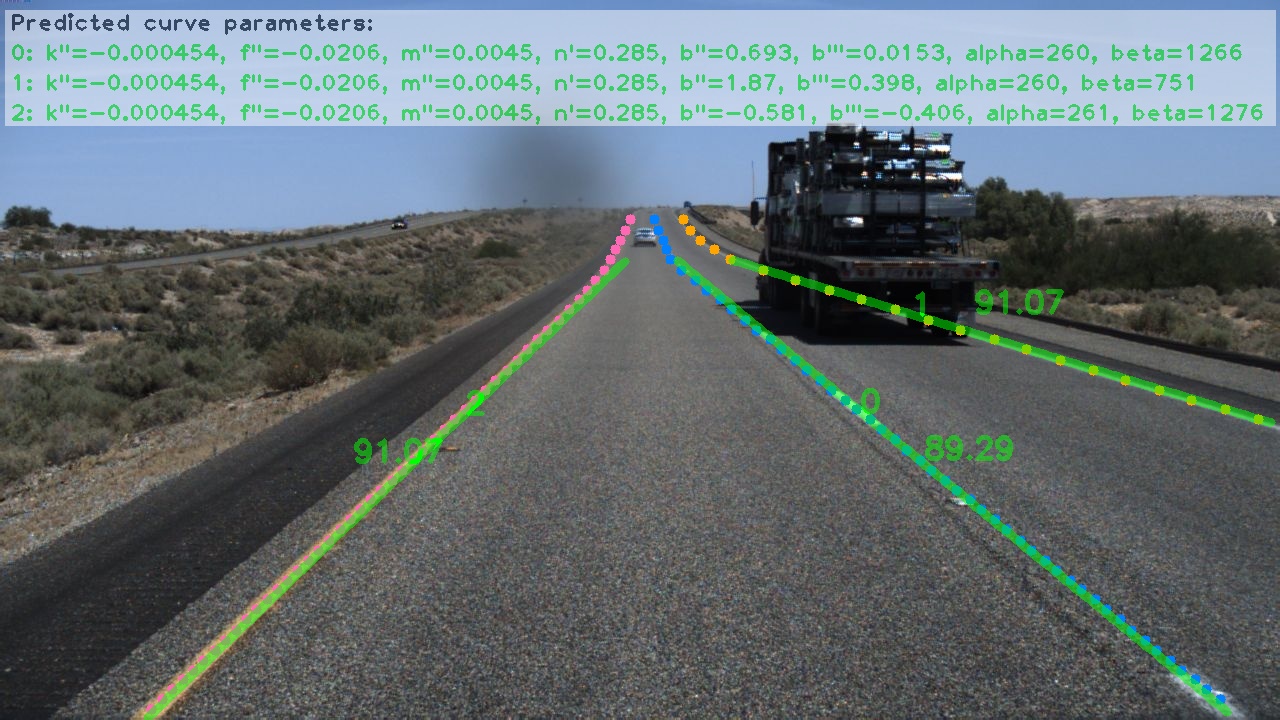 Predicted curve parameters:
0: k''=-0.000454, f''=-0.0206, m''=0.0045, n'=0.285, b''=0.693, b'''=0.0153, alpha=260, beta=1266
1: k''=-0.000454, f''=-0.0206, m''=0.0045, n'=0.285, b''=1.87, b'''=0.398, alpha=260, beta=751
2: k''=-0.000454, f''=-0.0206, m''=0.0045, n'=0.285, b''=-0.581, b'''=-0.406, alpha=261, beta=1276
1 91.07
2
0
91.07
89.29